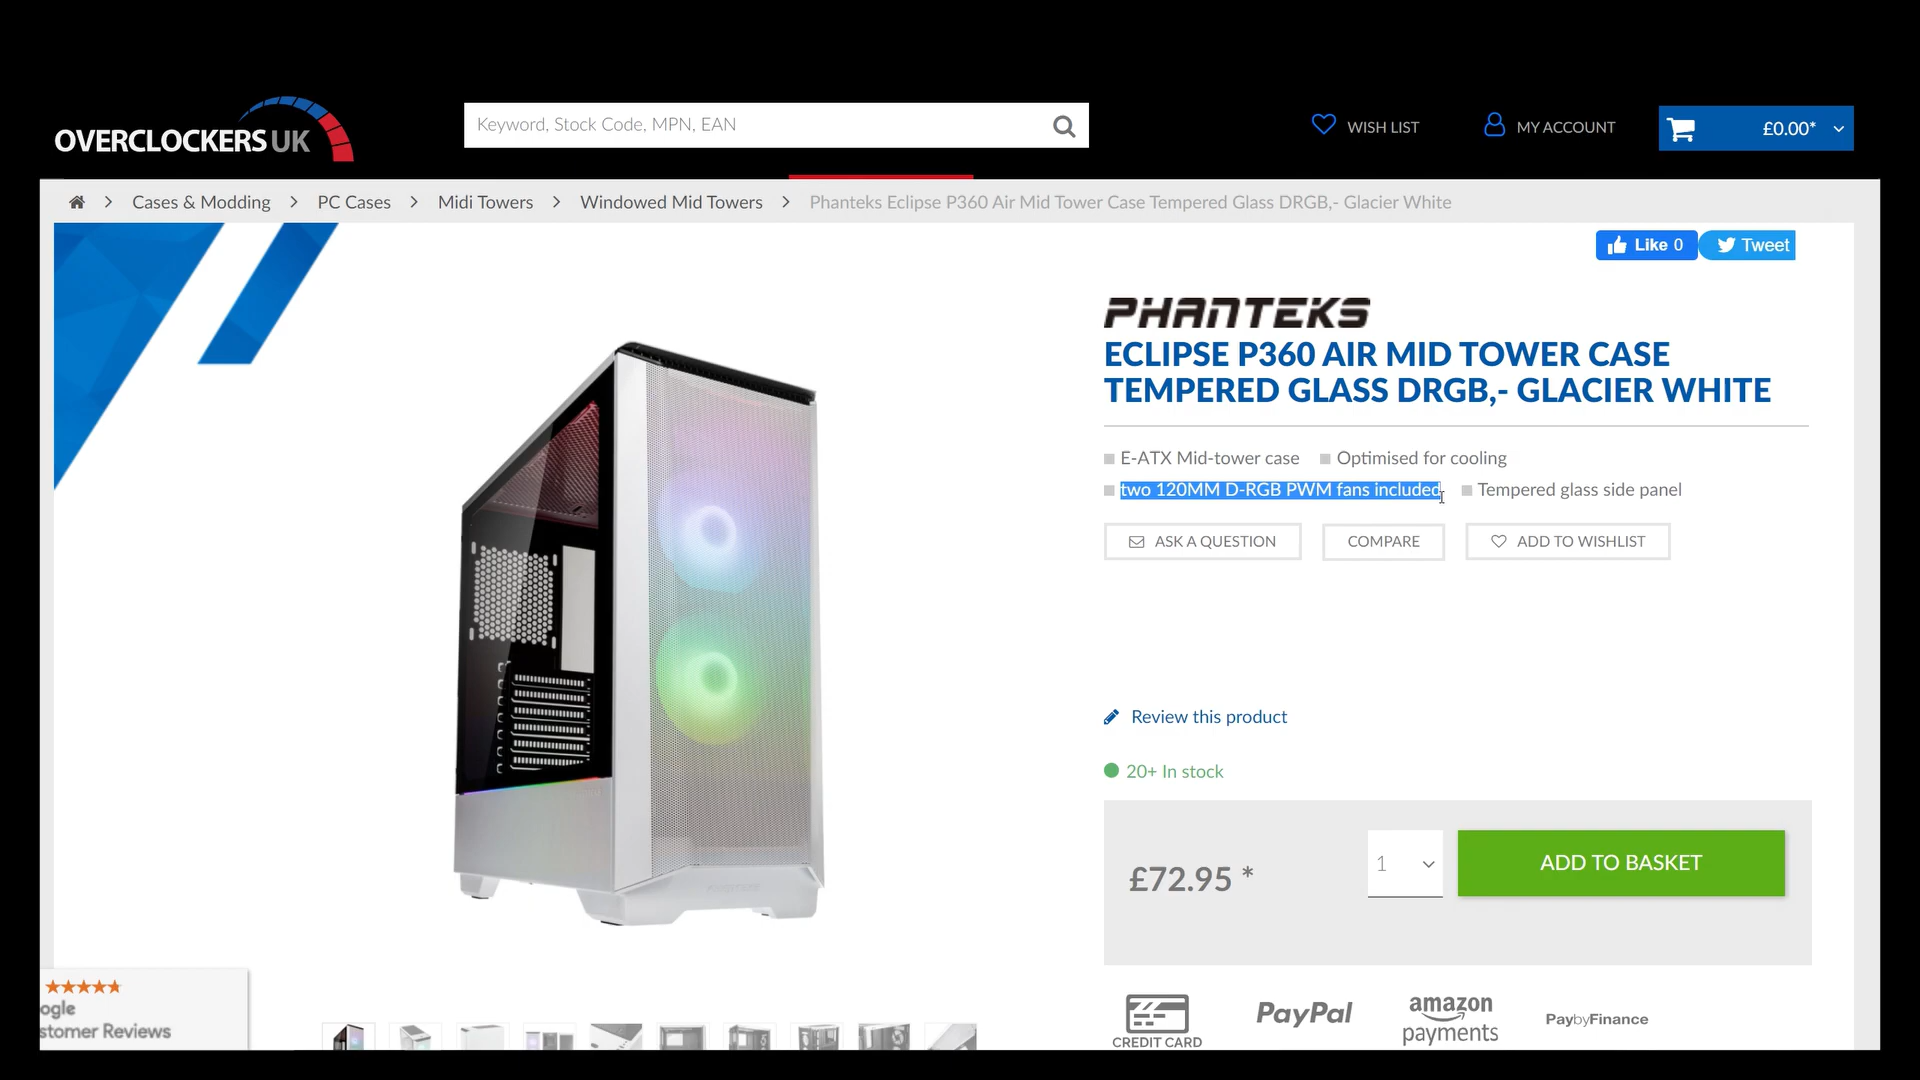 OVERCLOCKERS UK
Keyword, Stock Code, MPN, EAN
WISH LIST
MY ACCOUNT
£0.00*
Cases & Modding
PC Cases
Midi Towers
Windowed Mid Towers
Phanteks Eclipse P360 Air Mid Tower Case Tempered Glass DRGB,- Glacier White
Like 0
Tweet
PHANTEKS
ECLIPSE P360 AIR MID TOWER CASE
TEMPERED GLASS DRGB,- GLACIER WHITE
E-ATX Mid-tower case
Optimised for cooling
two 120MM D-RGB PWM fans included
Tempered glass side panel
ASK A QUESTION
COMPARE
ADD TO WISHLIST
Review this product
20+ In stock
£72.95 *
1
ADD TO BASKET
ogle
stomer Reviews
CREDIT CARD
PayPal
amazon
payments
PaybyFinance
PHANTEKS